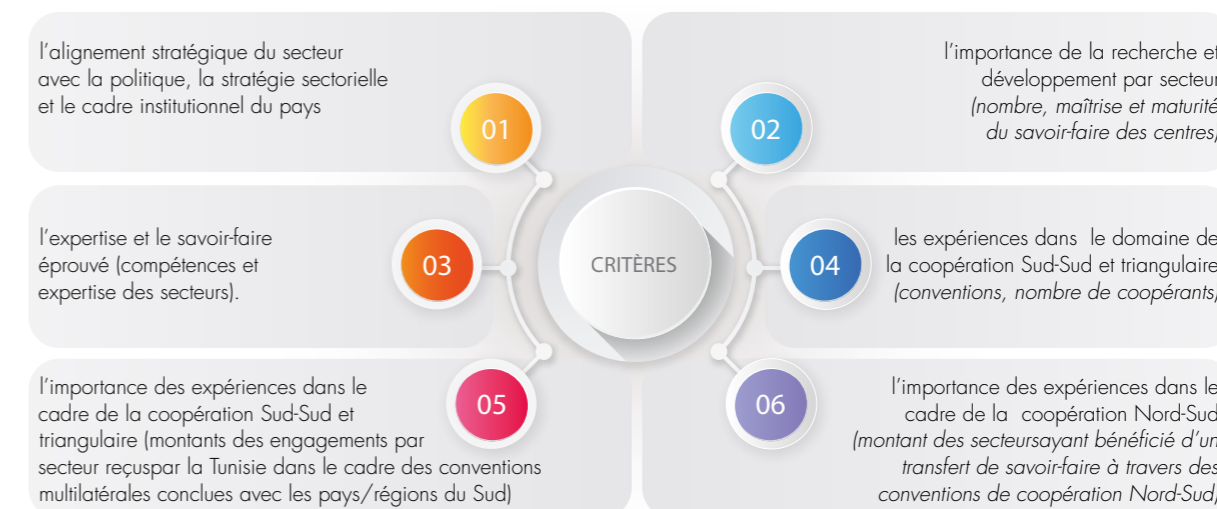 l'alignement stratégique du secteur
avec la politique, la stratégie sectorielle
et le cadre institutionnel du pays
01
l'importance de la recherche et
développement par secteur
(nombre, maîtrise et maturité
du savoir-faire des centres)
02
l'expertise et le savoir-faire
éprouvé (compétences et
expertise des secteurs).
03
CRITÈRES
04
les expériences dans le domaine de
la coopération Sud-Sud et triangulaire
(conventions, nombre de coopérants)
l'importance des expériences dans le
cadre de la coopération Sud-Sud et
triangulaire (montants des engagements par
secteur reçuspar la Tunisie dans le cadre des conventions
multilatérales conclues avec les pays/régions du Sud)
05
06
l'importance des expériences dans le
cadre de la coopération Nord-Sud
(montant des secteursayant bénéficié d'un
transfert de savoir-faire à travers des
conventions de coopération Nord-Sud)